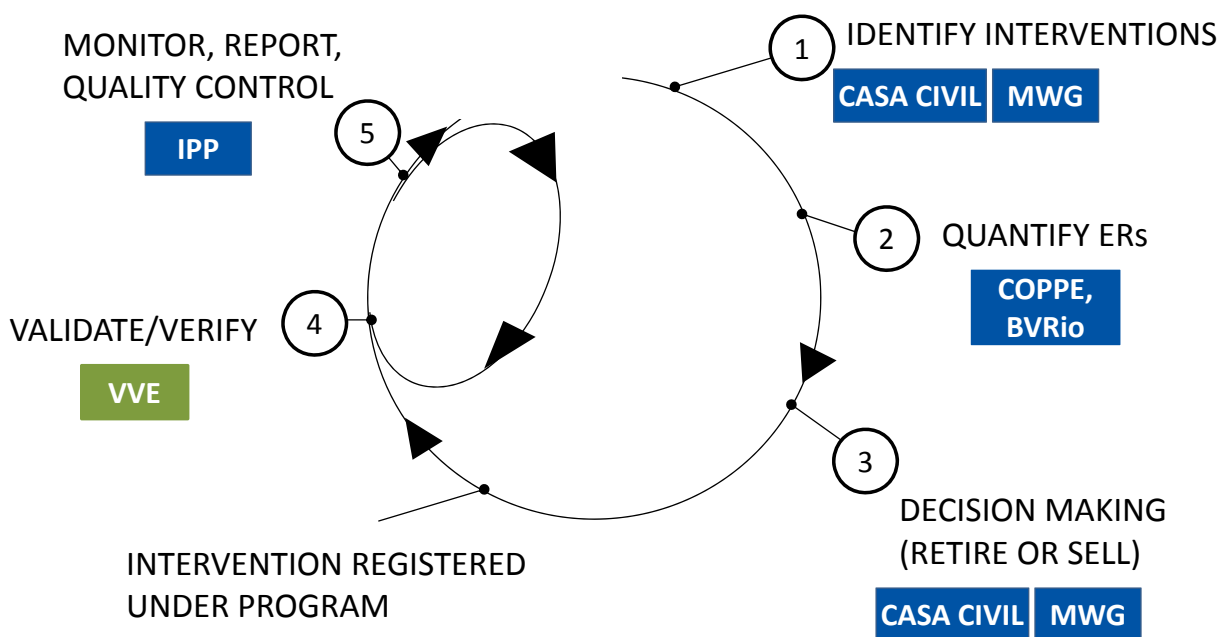 1
IDENTIFY INTERVENTIONS
CASA CIVIL
MWG
2
QUANTIFY ERs
COPPE,
BVRio
3
DECISION MAKING
(RETIRE OR SELL)
CASA CIVIL
MWG
INTERVENTION REGISTERED
UNDER PROGRAM
4
VALIDATE/VERIFY
VVE
5
MONITOR, REPORT,
QUALITY CONTROL
IPP